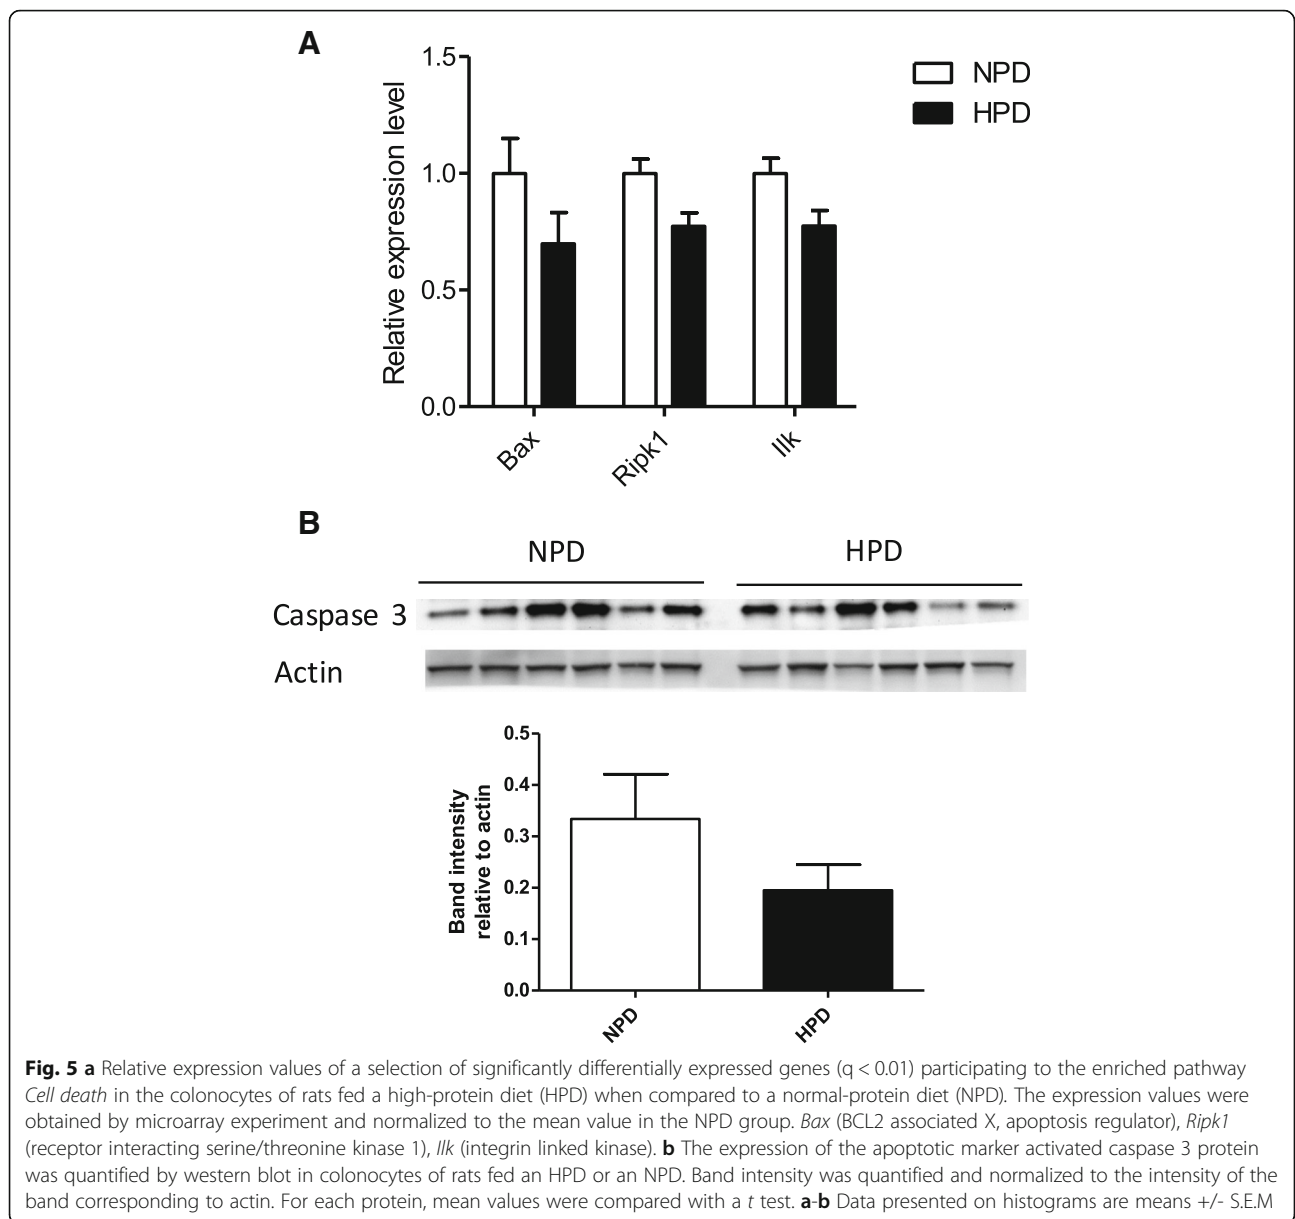 A
1.5
1.0
0.5
0.0
Relative expression level
NPD
HPD
Bax
Ripk1
Ilk
B
NPD
HPD
Caspase 3
Actin
0.5
0.4
0.3
0.2
0.1
0.0
Band intensity
relative to actin
NPD
HPD
Fig. 5 a Relative expression values of a selection of significantly differentially expressed genes (q < 0.01) participating to the enriched pathway
Cell death in the colonocytes of rats fed a high-protein diet (HPD) when compared to a normal-protein diet (NPD). The expression values were
obtained by microarray experiment and normalized to the mean value in the NPD group. Bax (BCL2 associated X, apoptosis regulator), Ripk1
(receptor interacting serine/threonine kinase 1), Ilk (integrin linked kinase). b The expression of the apoptotic marker activated caspase 3 protein
was quantified by western blot in colonocytes of rats fed an HPD or an NPD. Band intensity was quantified and normalized to the intensity of the
band corresponding to actin. For each protein, mean values were compared with a t test. a-b Data presented on histograms are means +/- S.E.M